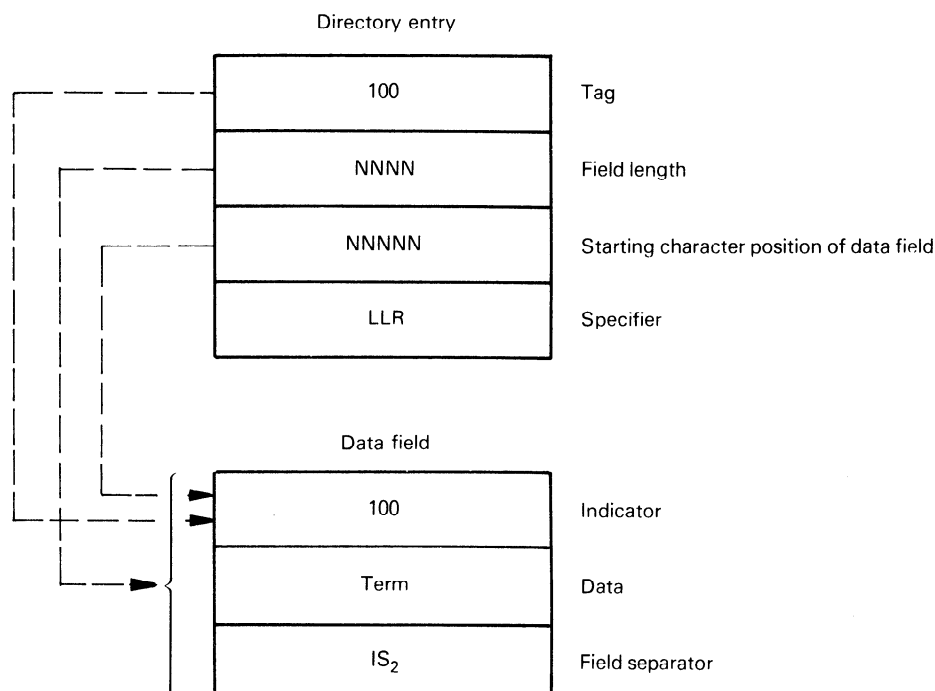 Directory entry
100 Tag
NNNN Field length
NNNNN Starting character position of data field
LLR Specifier
Data field
100 Indicator
Term Data
IS₂ Field separator